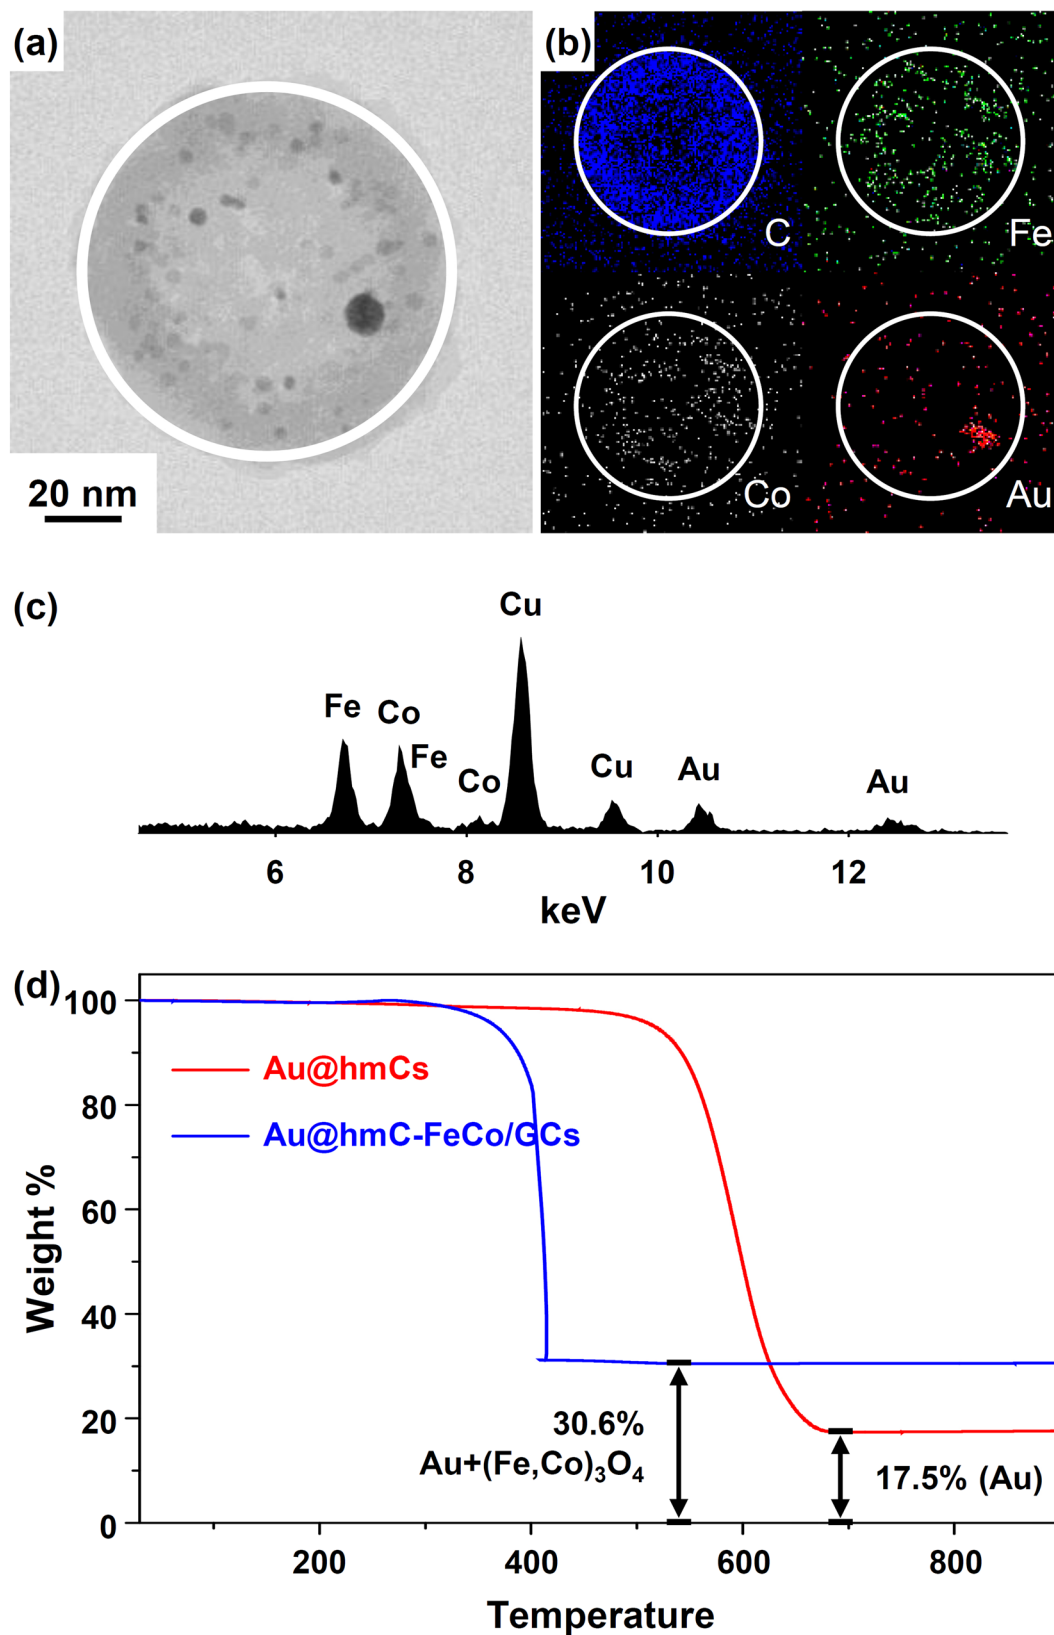 (a)
20 nm
(b)
C
Fe
Co
Au
(c)
Fe
Co
Fe
Co
Cu
Cu
Au
Au
6
8
10
12
keV
(d)
100
80
60
40
20
0
Weight %
Au@hmCs
Au@hmC-FeCo/GCs
30.6%
Au+(Fe,Co)₃O₄
17.5% (Au)
200
400
600
800
Temperature